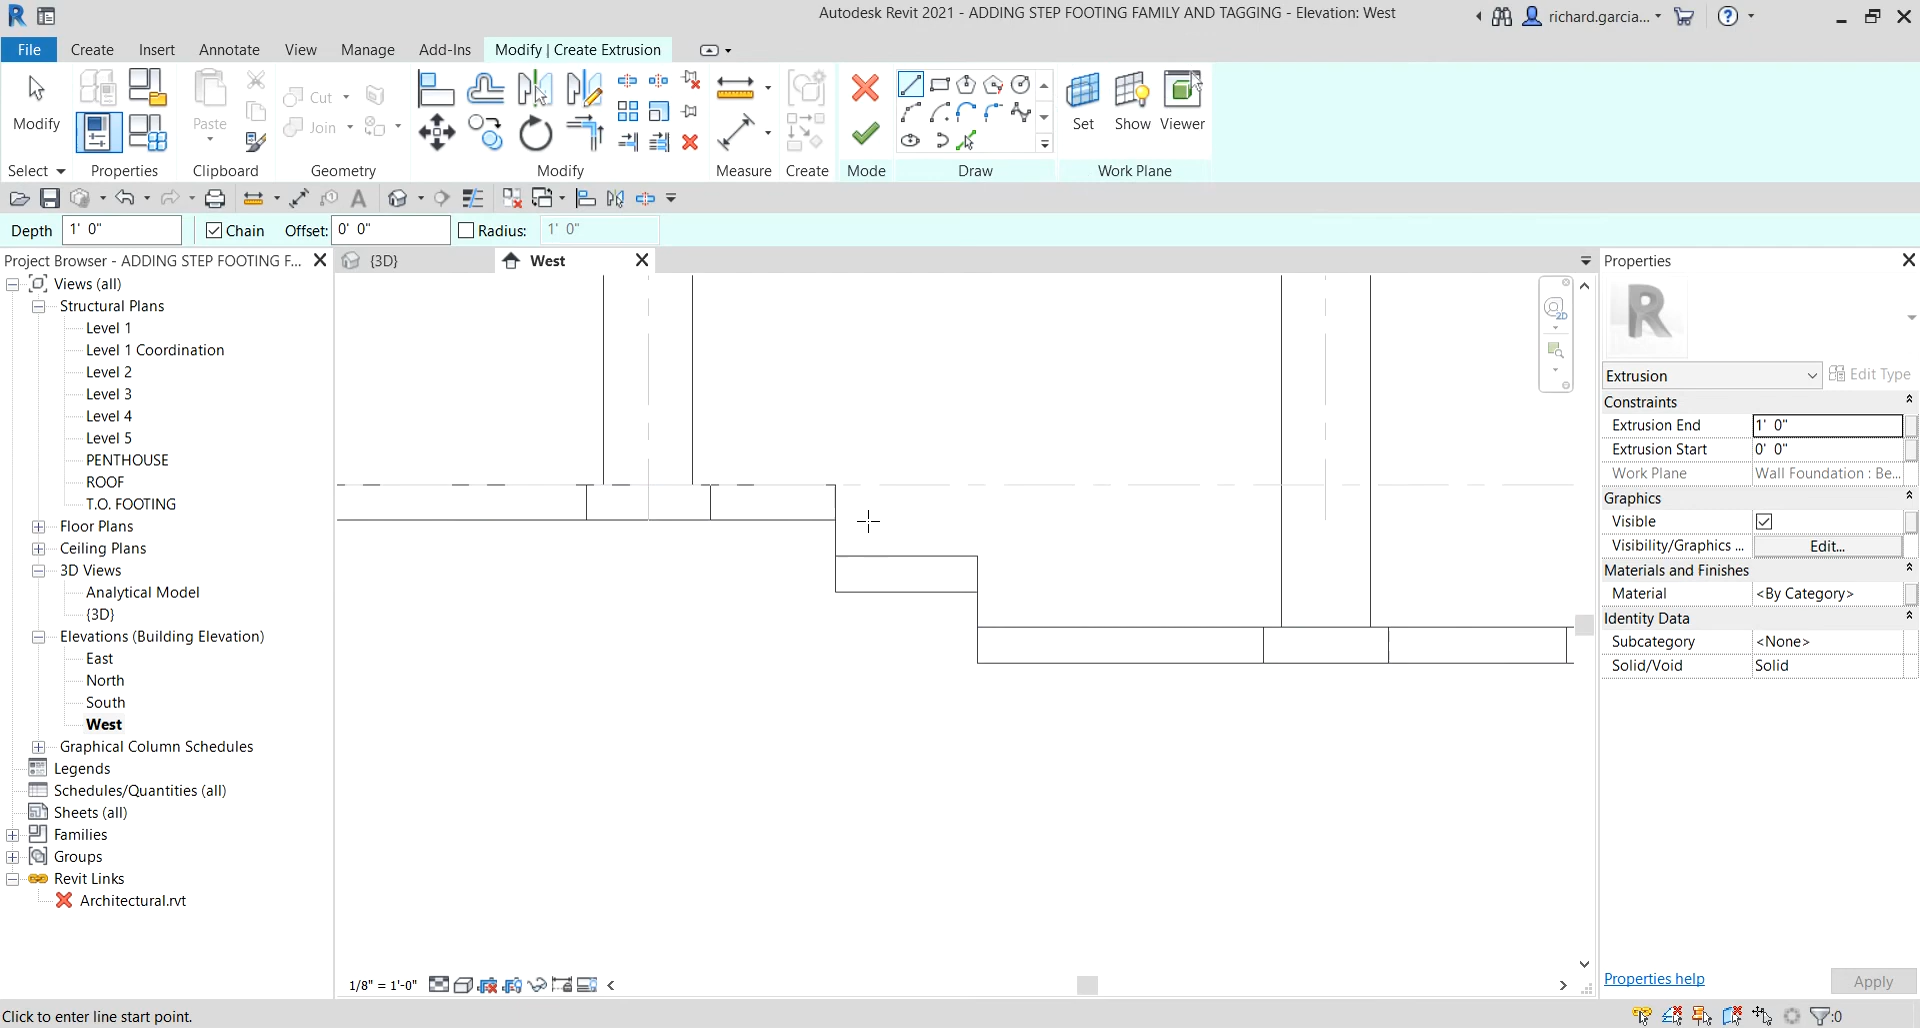 Autodesk Revit 2021 - ADDING STEP FOOTING FAMILY AND TAGGING - Elevation: West
richard.garcia...
File Create Insert Annotate View Manage Add-Ins Modify | Create Extrusion
Modify Paste Cut Join Set Show Viewer
Select Properties Clipboard Geometry Modify Measure Create Mode Draw Work Plane
Depth 1' 0" Chain Offset: 0' 0" Radius: 1' 0"
Project Browser - ADDING STEP FOOTING F...
Views (all)
Structural Plans
Level 1
Level 1 Coordination
Level 2
Level 3
Level 4
Level 5
PENTHOUSE
ROOF
T.O. FOOTING
Floor Plans
Ceiling Plans
3D Views
Analytical Model
{3D}
Elevations (Building Elevation)
East
North
South
West
Graphical Column Schedules
Legends
Schedules/Quantities (all)
Sheets (all)
Families
Groups
Revit Links
Architectural.rvt
{3D} West
2D
1/8" = 1'-0"
Properties
R
Extrusion Edit Type
Constraints
Extrusion End 1' 0"
Extrusion Start 0' 0"
Work Plane Wall Foundation : Be...
Graphics
Visible
Visibility/Graphics ... Edit...
Materials and Finishes
Material <By Category>
Identity Data
Subcategory <None>
Solid/Void Solid
Properties help Apply
Click to enter line start point.
:0